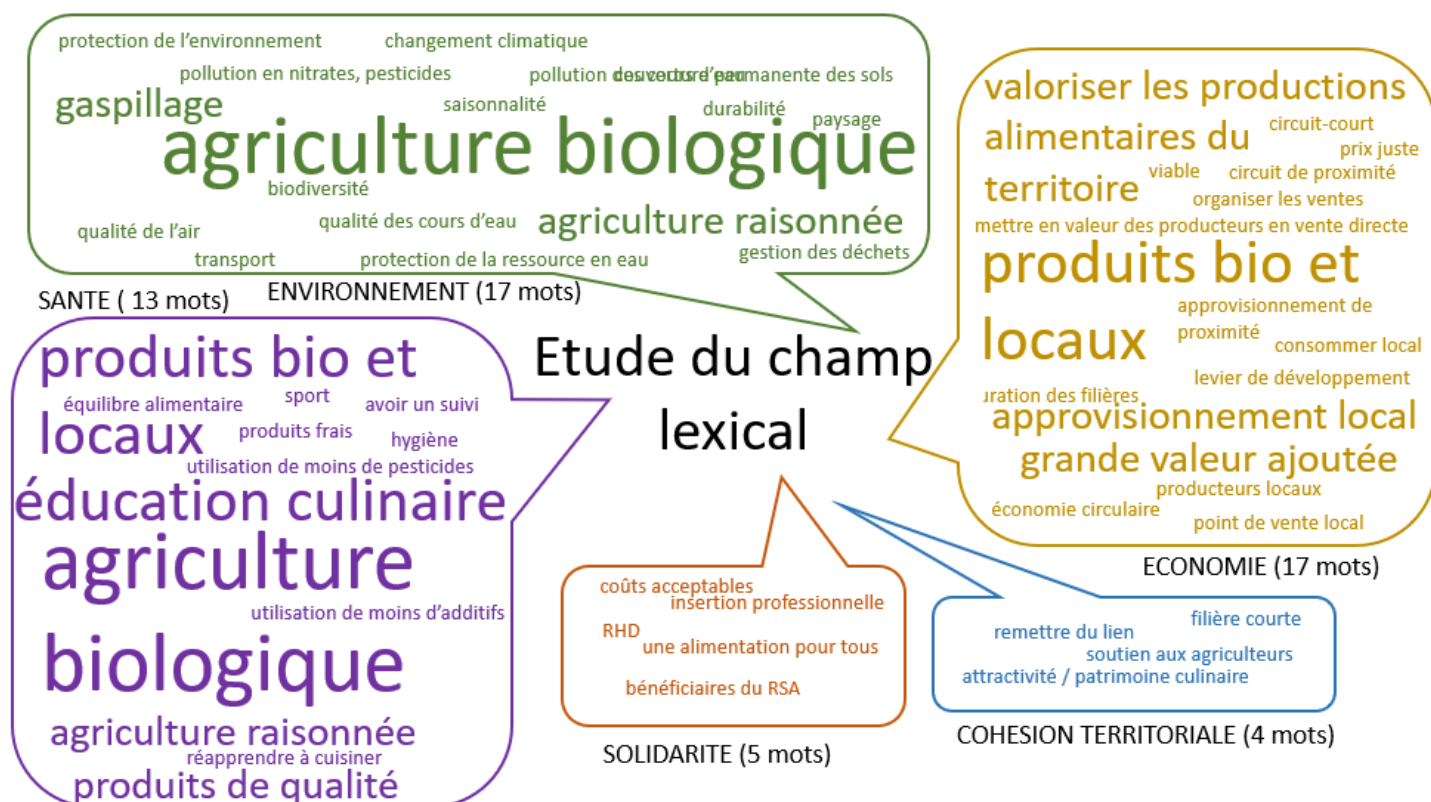 protection de l'environnement
changement climatique
pollution en nitrates, pesticides
pollution des cours d'eau
couverture permanente des sols
gaspillage
saisonnalité
durabilité
paysage
agriculture biologique
biodiversité
qualité des cours d'eau
agriculture raisonnée
qualité de l'air
transport
protection de la ressource en eau
gestion des déchets
ENVIRONNEMENT (17 mots)
SANTE ( 13 mots)
produits bio et
locaux
sport
équilibre alimentaire
avoir un suivi
produits frais
hygiène
utilisation de moins de pesticides
éducation culinaire
agriculture
biologique
utilisation de moins d'additifs
agriculture raisonnée
réapprendre à cuisiner
produits de qualité
Etude du champ
lexical
valoriser les productions
alimentaires du
territoire
circuit-court
prix juste
viable
circuit de proximité
organiser les ventes
mettre en valeur des producteurs en vente directe
produits bio et
locaux
approvisionnement de
proximité
consommer local
levier de développement
uration des filières
approvisionnement local
grande valeur ajoutée
producteurs locaux
économie circulaire
point de vente local
ECONOMIE (17 mots)
coûts acceptables
insertion professionnelle
RHD
une alimentation pour tous
bénéficiaires du RSA
SOLIDARITE (5 mots)
filière courte
remettre du lien
soutien aux agriculteurs
attractivité / patrimoine culinaire
COHESION TERRITORIALE (4 mots)